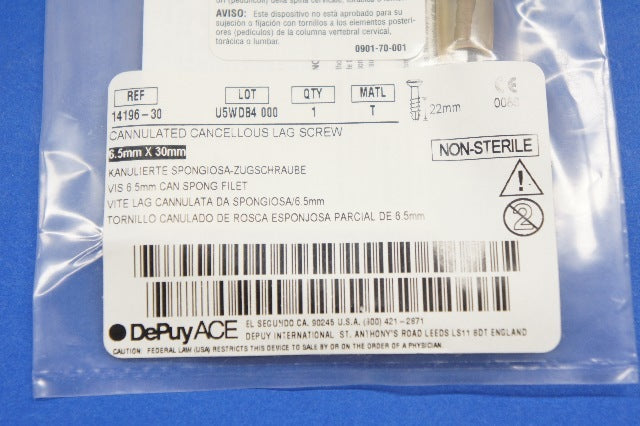 AVISO: Este dispositivo no está aprobado para su
sujeción o fijación con tornillos a los elementos posteri-
ores (pedículos) de la columna vertebral cervical,
torácica o lumbar.
0901-70-001
REF LOT QTY MATL
14196-30 U5WDB4 000 1 T
22mm
CANNULATED CANCELLOUS LAG SCREW
6.5mm X 30mm
NON-STERILE
KANULIERTE SPONGIOSA-ZUGSCHRAUBE
VIS 6.5mm CAN SPONG FILET
VITE LAG CANNULATA DA SPONGIOSA/6.5mm
TORNILLO CANULADO DE ROSCA ESPONJOSA PARCIAL DE 6.5mm
2
DePuy ACE
EL SEGUNDO CA. 90245 U.S.A. (800) 421-2871
DEPUY INTERNATIONAL ST. ANTHONY'S ROAD LEEDS LS11 8DT ENGLAND
CAUTION: FEDERAL LAW (USA) RESTRICTS THIS DEVICE TO SALE BY OR ON THE ORDER OF A PHYSICIAN.